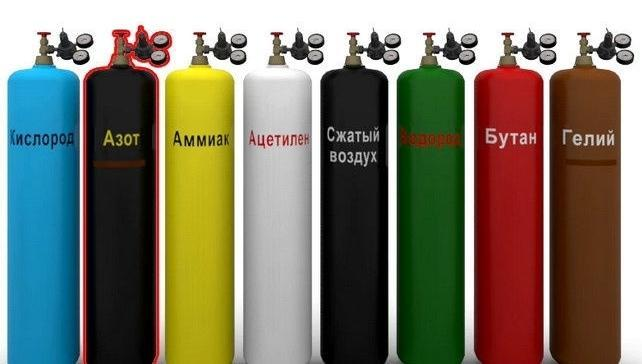 Кислород
Азот
Аммиак
Ацетилен
Сжатый
воздух
Водород
Бутан
Гелий